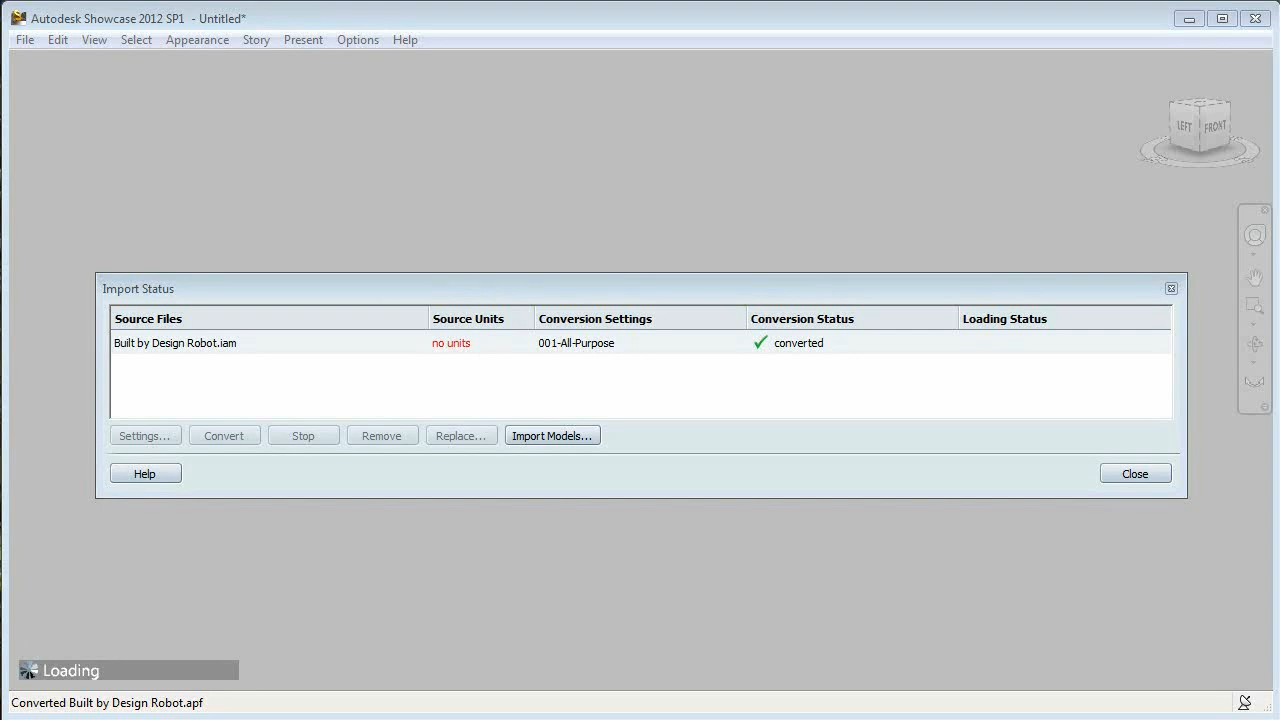 Autodesk Showcase 2012 SP1 - Untitled*
File Edit View Select Appearance Story Present Options Help
LEFT FRONT
Import Status
Source Files Source Units Conversion Settings Conversion Status Loading Status
Built by Design Robot.iam no units 001-All-Purpose converted
Settings... Convert Stop Remove Replace... Import Models...
Help Close
Loading
Converted Built by Design Robot.apf